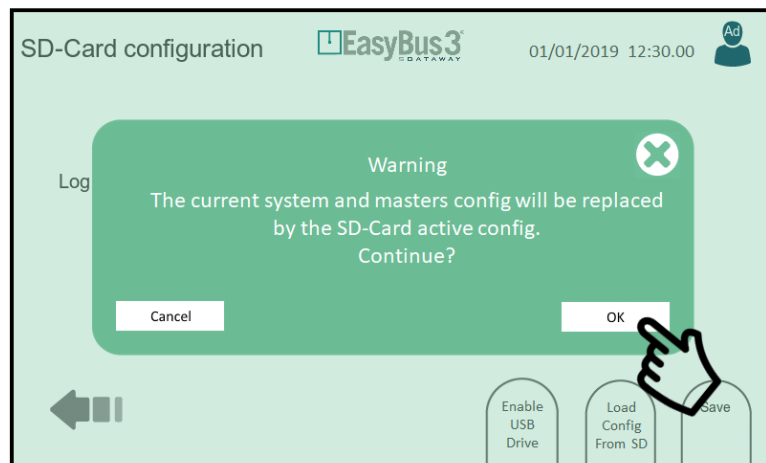 SD-Card configuration
EasyBus3
SDATAWAY
01/01/2019 12:30.00
Ad
Log
Warning
The current system and masters config will be replaced
by the SD-Card active config.
Continue?
Cancel
OK
Enable
USB
Drive
Load
Config
From SD
Save